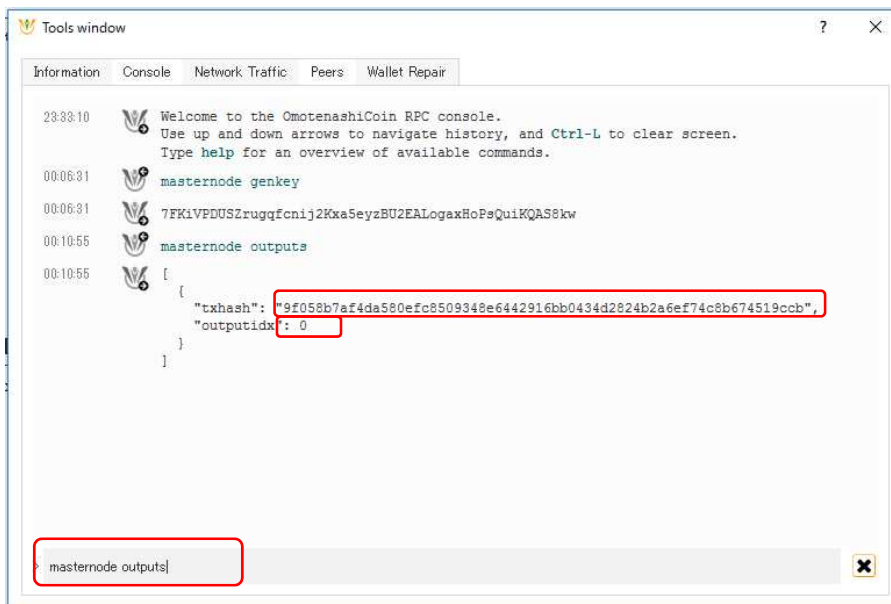 Tools window
?
Information Console Network Traffic Peers Wallet Repair
23:33:10 Welcome to the OmotenashiCoin RPC console.
Use up and down arrows to navigate history, and Ctrl-L to clear screen.
Type help for an overview of available commands.
00:06:31 masternode genkey
00:06:31 7FKiVPDUSZrugqfcnij2Kxa5eyzBU2EALogaxHoPsQuiKQAS8kw
00:10:55 masternode outputs
00:10:55 [
{
"txhash": "9f058b7af4da580efc8509348e6442916bb0434d2824b2a6ef74c8b674519ccb",
"outputidx": 0
}
]
> masternode outputs